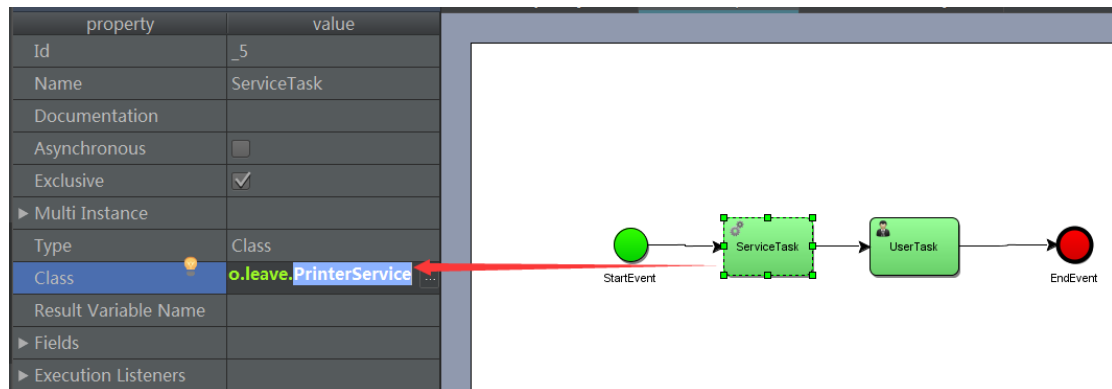 property value
Id _5
Name ServiceTask
Documentation
Asynchronous
Exclusive
Multi Instance
Type Class
Class o.leave.PrinterService ...
Result Variable Name
Fields
Execution Listeners
StartEvent
ServiceTask
UserTask
EndEvent